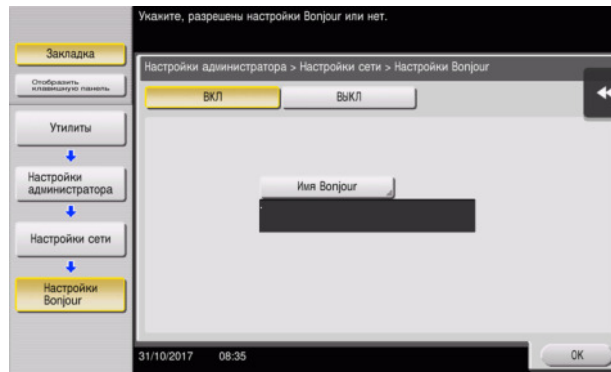 Укажите, разрешены настройки Bonjour или нет.
Закладка
Отобразить
клавишную панель
Утилиты
Настройки
администратора
Настройки сети
Настройки
Bonjour
Настройки администратора > Настройки сети > Настройки Bonjour
ВКЛ
ВЫКЛ
Имя Bonjour
31/10/2017 08:35
OK